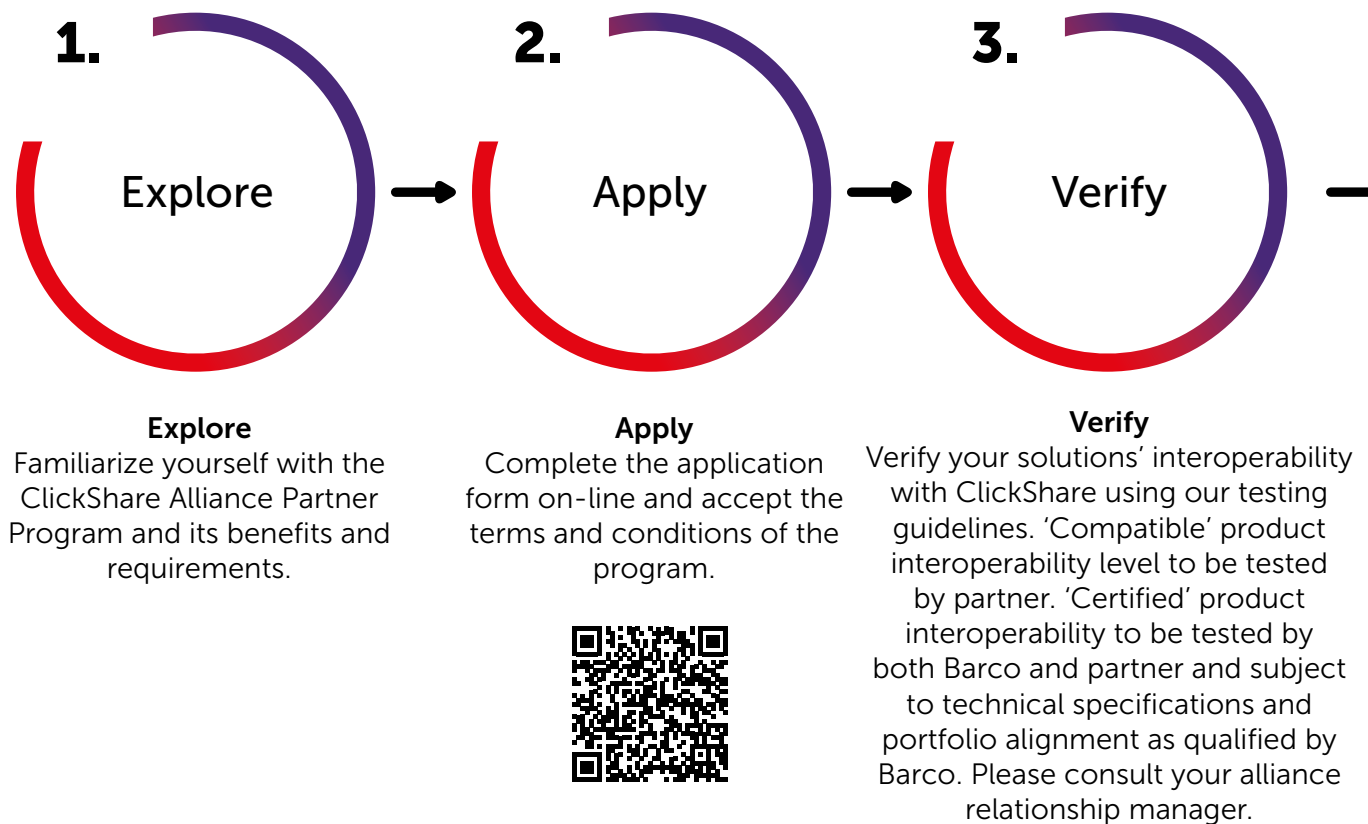 1.
Explore
2.
Apply
3.
Verify
Explore
Familiarize yourself with the
ClickShare Alliance Partner
Program and its benefits and
requirements.
Apply
Complete the application
form on-line and accept the
terms and conditions of the
program.
Verify
Verify your solutions’ interoperability
with ClickShare using our testing
guidelines. ‘Compatible’ product
interoperability level to be tested
by partner. ‘Certified’ product
interoperability to be tested by
both Barco and partner and subject
to technical specifications and
portfolio alignment as qualified by
Barco. Please consult your alliance
relationship manager.